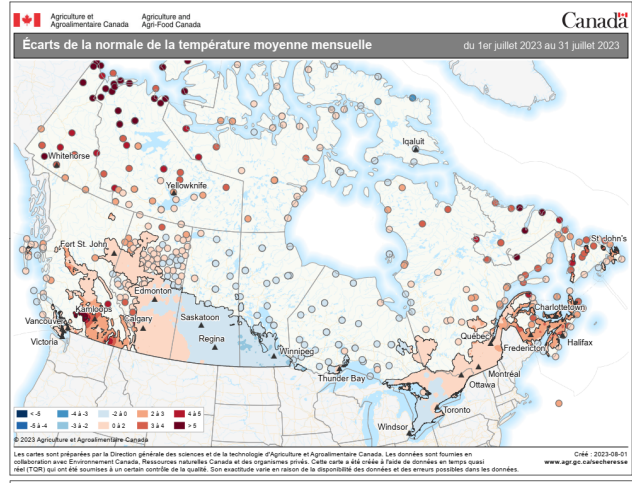 Agriculture et Agroalimentaire Canada
Agriculture and Agri-Food Canada
Canada
Écarts de la normale de la température moyenne mensuelle
du 1er juillet 2023 au 31 juillet 2023
Iqaluit
Whitehorse
Yellowknife
St. John's
Fort St. John
Edmonton
Kamloops
Charlottetown
Vancouver
Calgary
Saskatoon
Québec
Victoria
Regina
Fredericton
Halifax
Winnipeg
Montréal
Thunder Bay
Ottawa
Toronto
Windsor
< -5
-4 à -3
-2 à 0
2 à 3
4 à 5
-5 à -4
-3 à -2
0 à 2
3 à 4
> 5
© 2023 Agriculture et Agroalimentaire Canada
Les cartes sont préparées par la Direction générale des sciences et de la technologie d'Agriculture et Agroalimentaire Canada. Les données sont fournies en
collaboration avec Environnement Canada, Ressources naturelles Canada et des organismes privés. Cette carte a été créée à l'aide de données en temps quasi
réel (TQR) qui ont été soumises à un certain contrôle de la qualité. Son exactitude varie en raison de la disponibilité des données et des erreurs possibles dans les données.
Créé : 2023-08-01
www.agr.gc.ca/secheresse